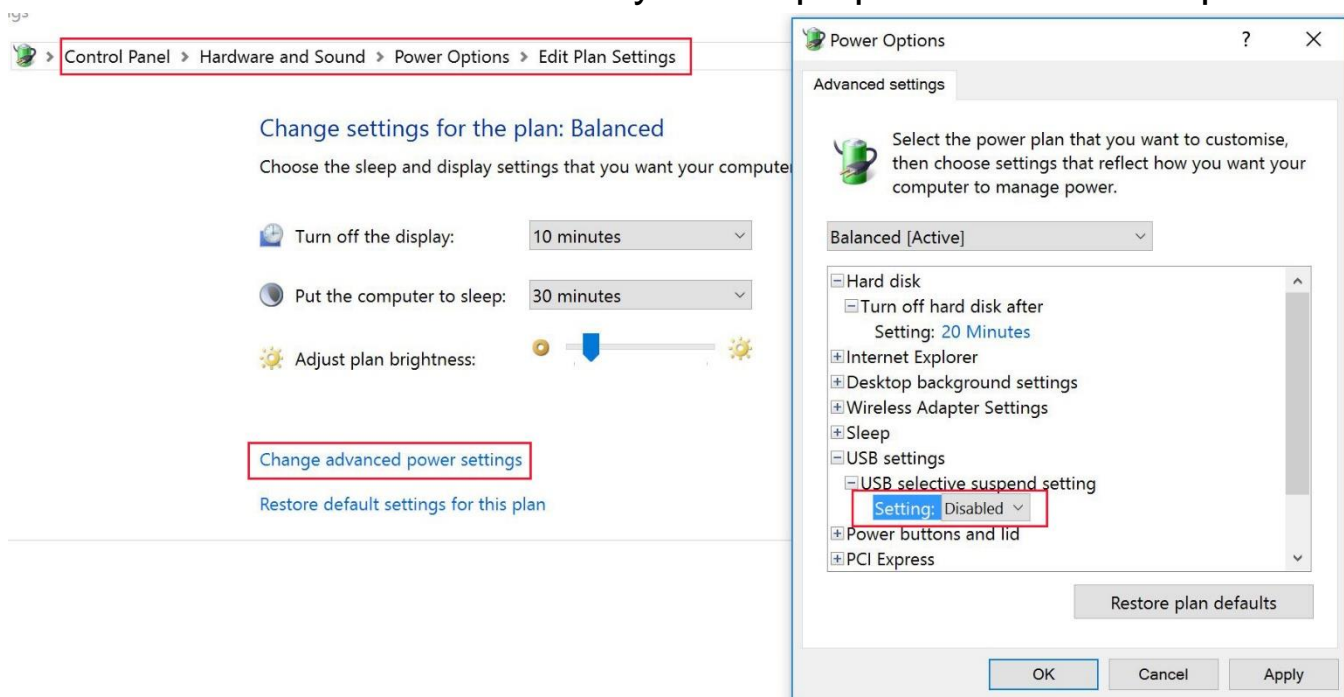 Control Panel > Hardware and Sound > Power Options > Edit Plan Settings
Change settings for the plan: Balanced
Choose the sleep and display settings that you want your computer
Turn off the display: 10 minutes
Put the computer to sleep: 30 minutes
Adjust plan brightness:
Change advanced power settings
Restore default settings for this plan
Power Options ? X
Advanced settings
Select the power plan that you want to customise,
then choose settings that reflect how you want your
computer to manage power.
Balanced [Active]
Hard disk
Turn off hard disk after
Setting: 20 Minutes
Internet Explorer
Desktop background settings
Wireless Adapter Settings
Sleep
USB settings
USB selective suspend setting
Setting: Disabled
Power buttons and lid
PCI Express
Restore plan defaults
OK Cancel Apply